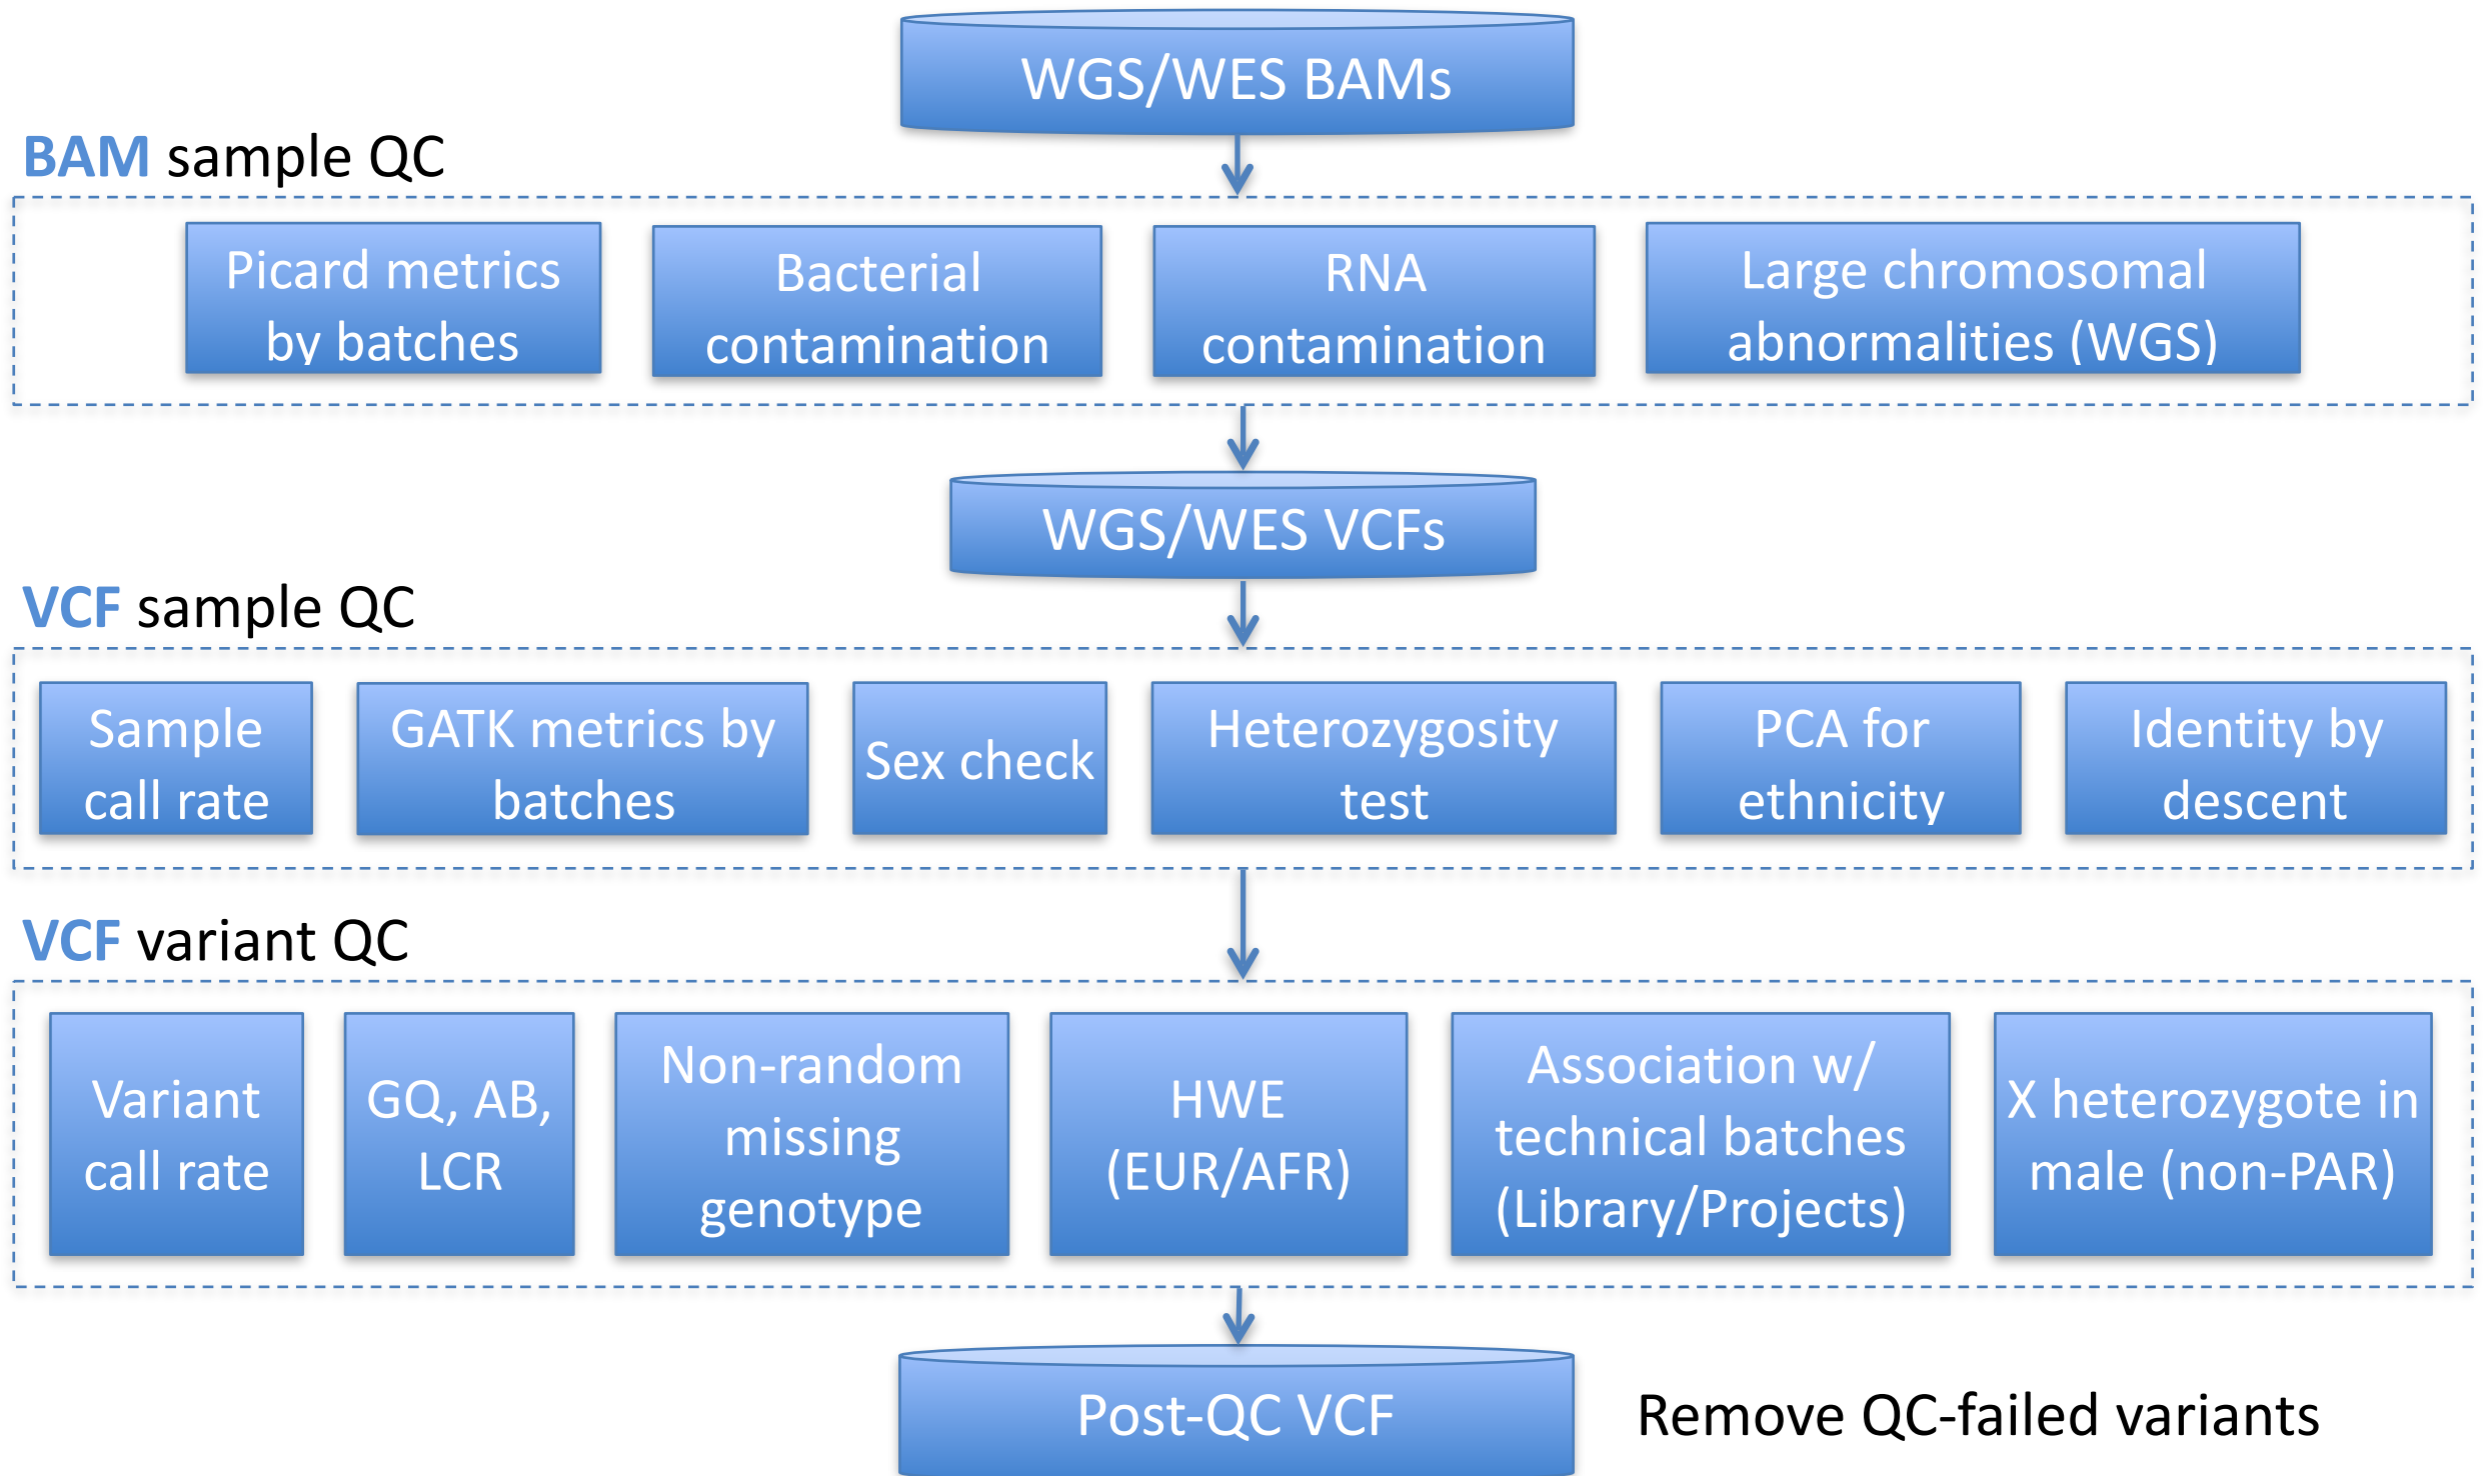 WGS/WES BAMs
BAM sample QC
Picard metrics
by batches
Bacterial
contamination
RNA
contamination
Large chromosomal
abnormalities (WGS)
WGS/WES VCFs
VCF sample QC
Sample
call rate
GATK metrics by
batches
Sex check
Heterozygosity
test
PCA for
ethnicity
Identity by
descent
VCF variant QC
Variant
call rate
GQ, AB,
LCR
Non-random
missing
genotype
HWE
(EUR/AFR)
Association w/
technical batches
(Library/Projects)
X heterozygote in
male (non-PAR)
Post-QC VCF
Remove QC-failed variants